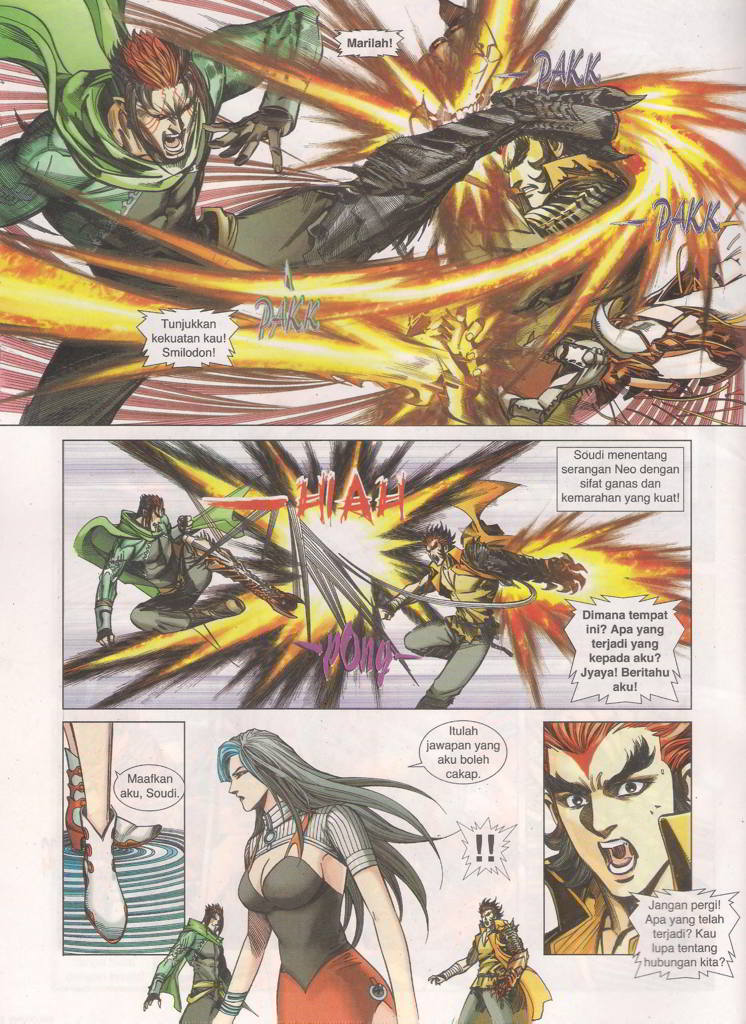 Marilah!
PAKK
PAKK
PAKK
Tunjukkan
kekuatan kau!
Smilodon!
Soudi menentang
serangan Neo dengan
sifat ganas dan
kemarahan yang kuat!
HIAH
PONG
Dimana tempat
ini? Apa yang
terjadi yang
kepada aku?
Jyaya! Beritahu
aku!
Maafkan
aku, Soudi.
Itulah
jawapan yang
aku boleh
cakap.
!!
Jangan pergi!
Apa yang telah
terjadi? Kau
lupa tentang
hubungan kita?